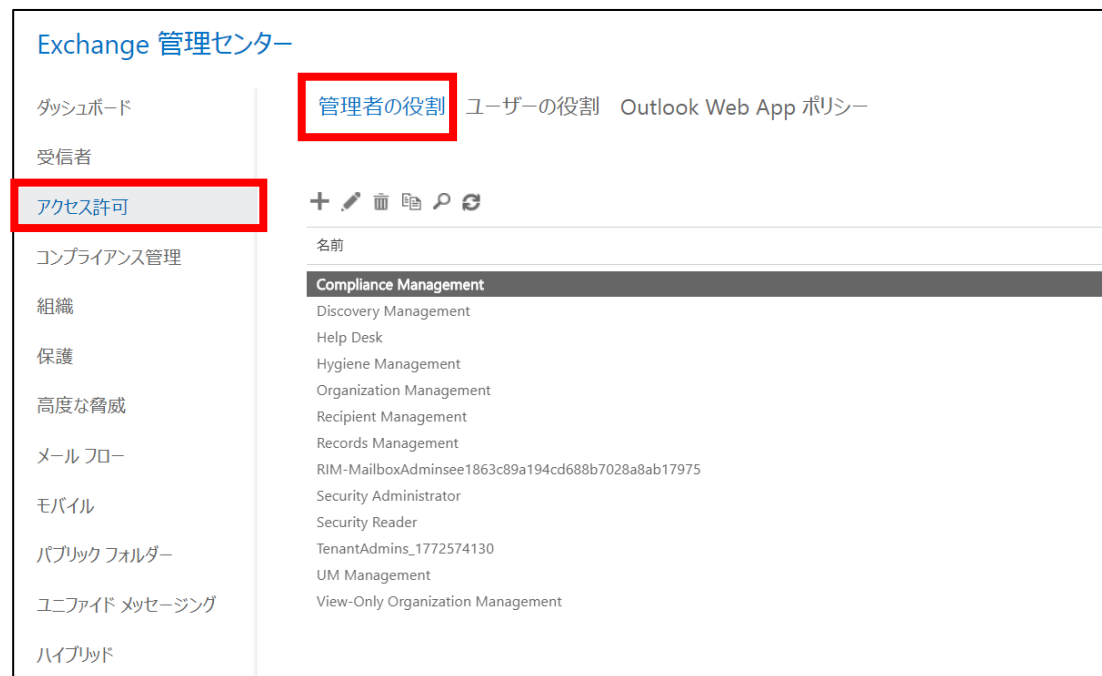 Exchange 管理センター
ダッシュボード
受信者
アクセス許可
コンプライアンス管理
組織
保護
高度な脅威
メール フロー
モバイル
パブリック フォルダー
ユニファイド メッセージング
ハイブリッド
管理者の役割 ユーザーの役割 Outlook Web App ポリシー
名前
Compliance Management
Discovery Management
Help Desk
Hygiene Management
Organization Management
Recipient Management
Records Management
RIM-MailboxAdminsee1863c89a194cd688b7028a8ab17975
Security Administrator
Security Reader
TenantAdmins_1772574130
UM Management
View-Only Organization Management